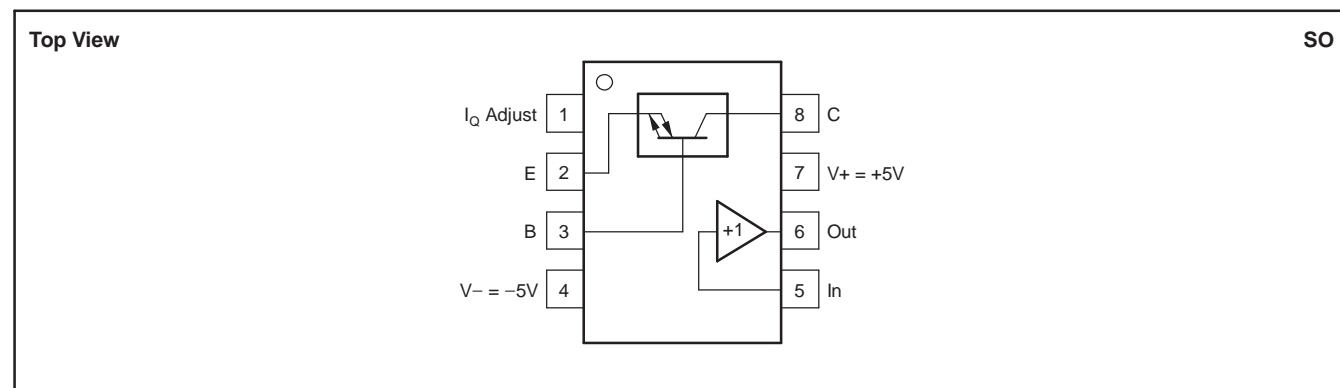 Top View
SO
I_Q Adjust 1
E 2
B 3
V− = −5V 4
8 C
7 V+ = +5V
6 Out
5 In
+1